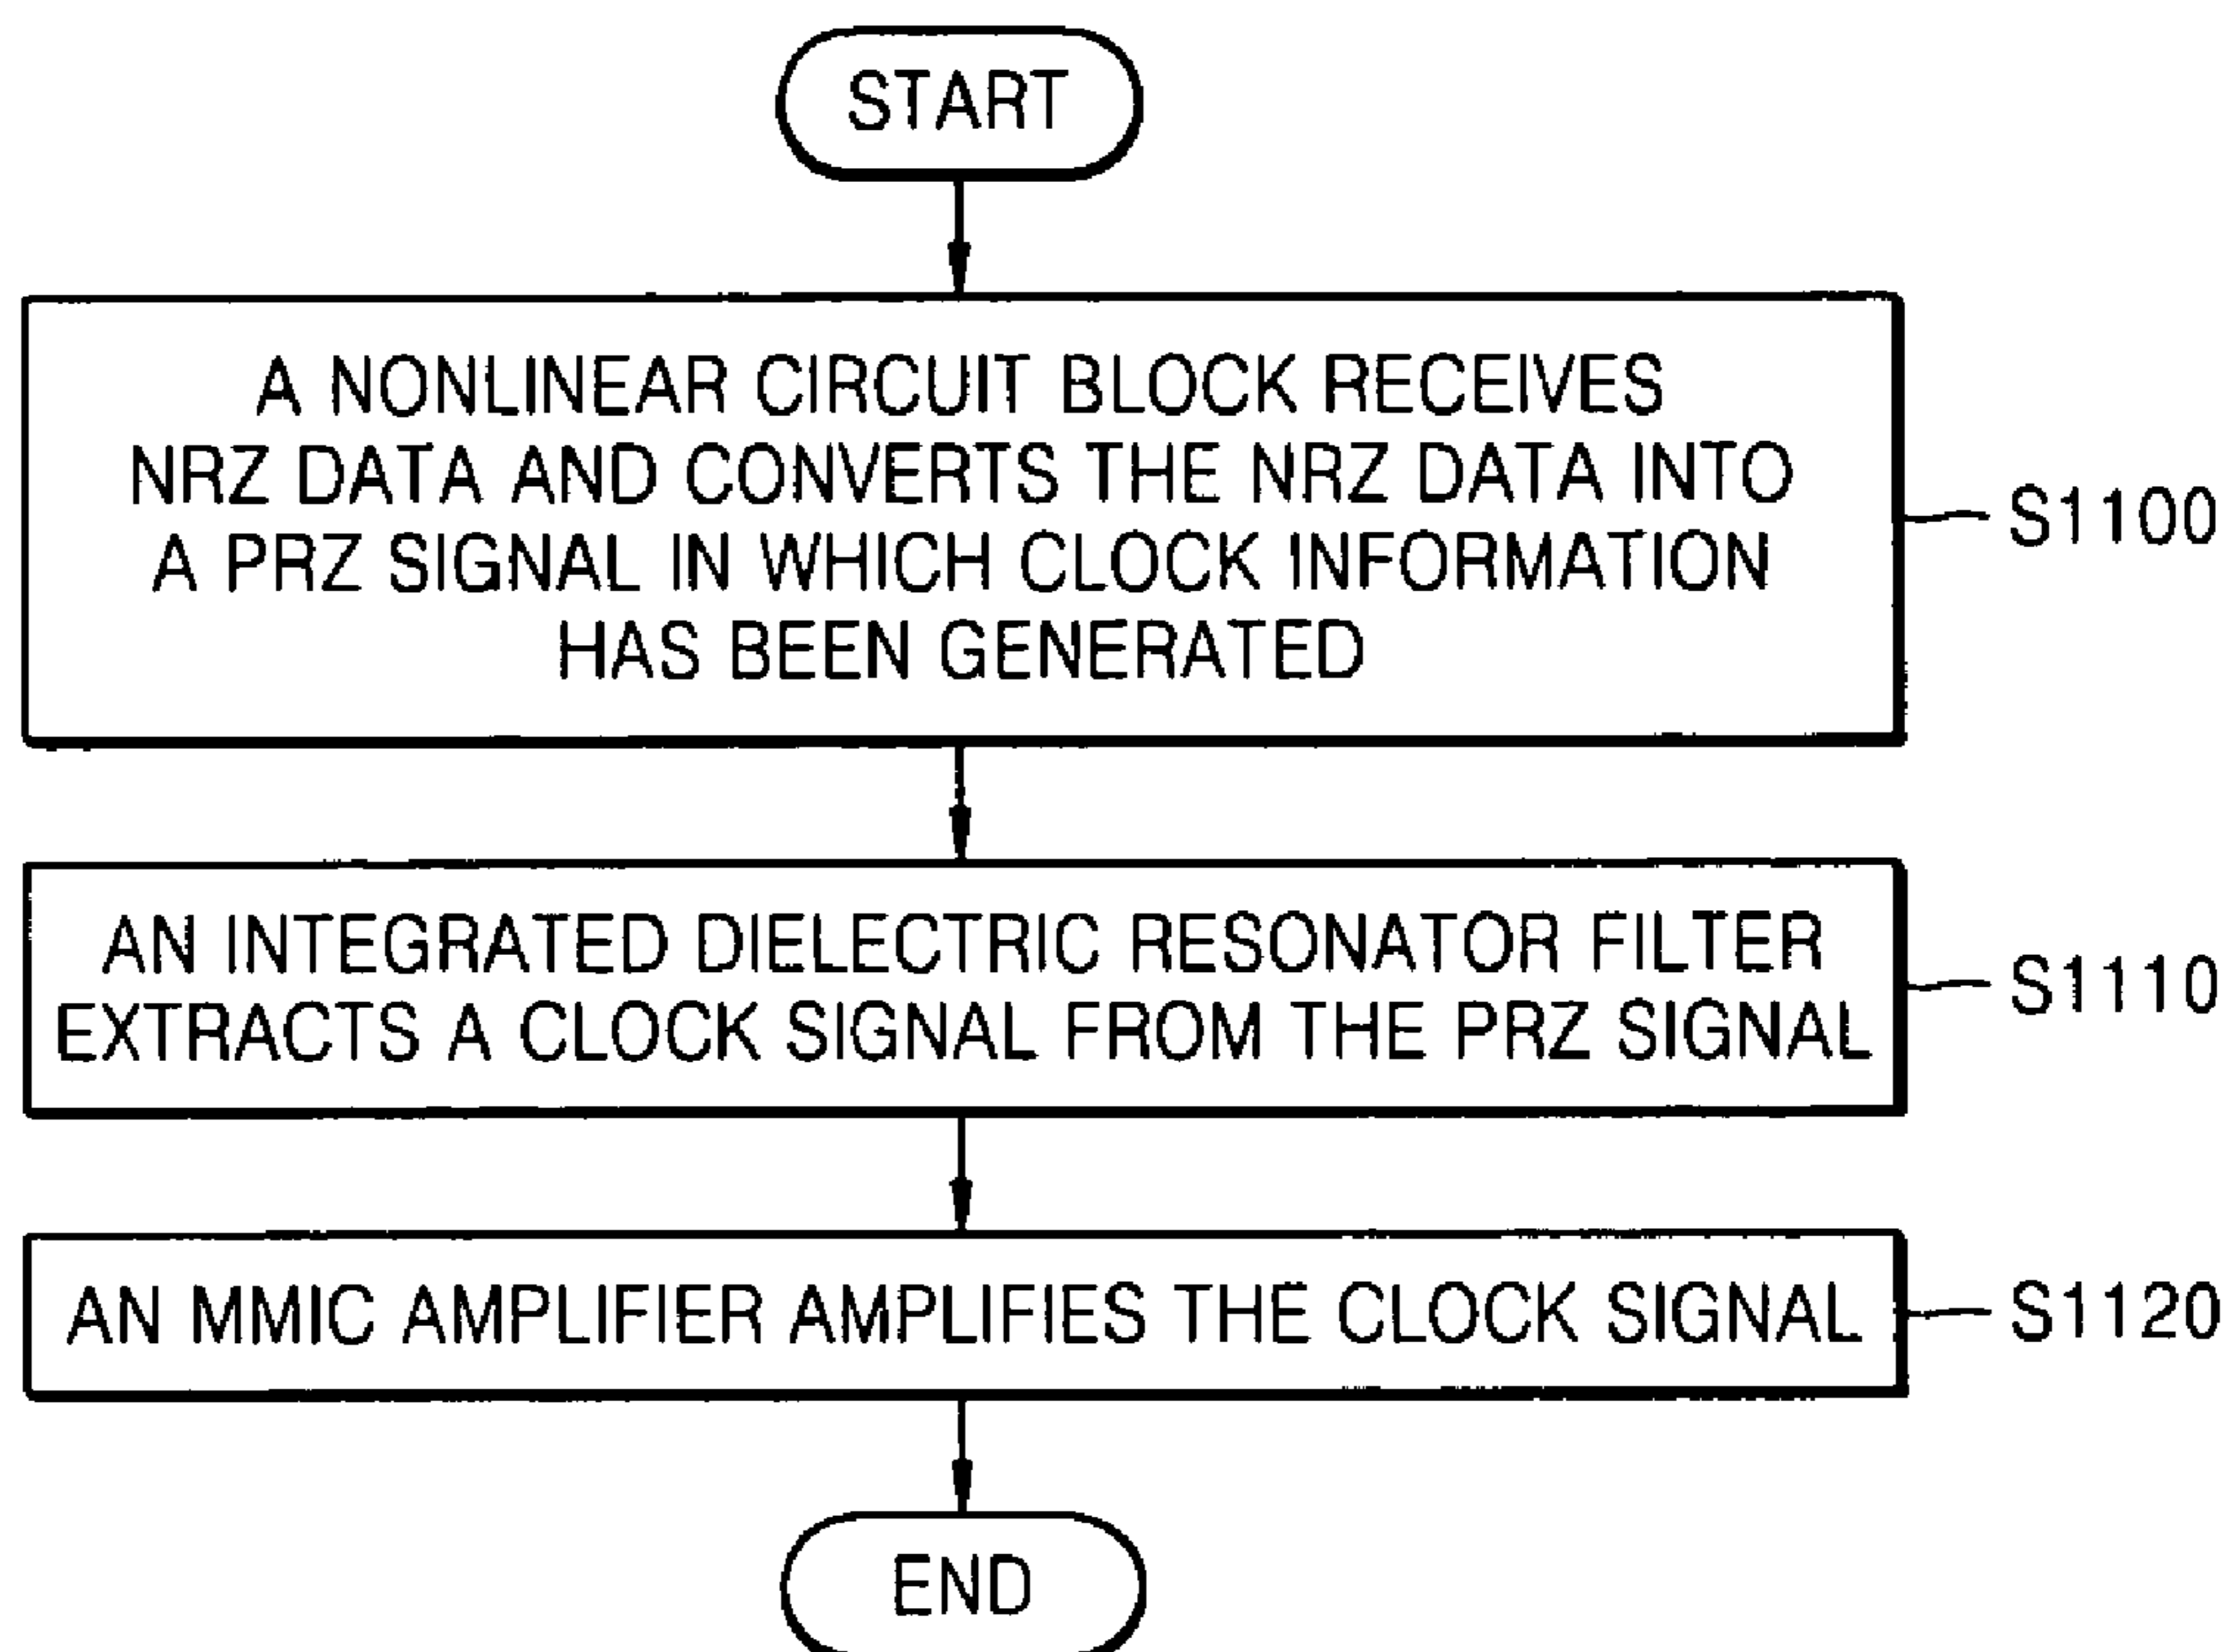 START
A NONLINEAR CIRCUIT BLOCK RECEIVES
NRZ DATA AND CONVERTS THE NRZ DATA INTO
A PRZ SIGNAL IN WHICH CLOCK INFORMATION
HAS BEEN GENERATED
S1100
AN INTEGRATED DIELECTRIC RESONATOR FILTER
EXTRACTS A CLOCK SIGNAL FROM THE PRZ SIGNAL
S1110
AN MMIC AMPLIFIER AMPLIFIES THE CLOCK SIGNAL
S1120
END